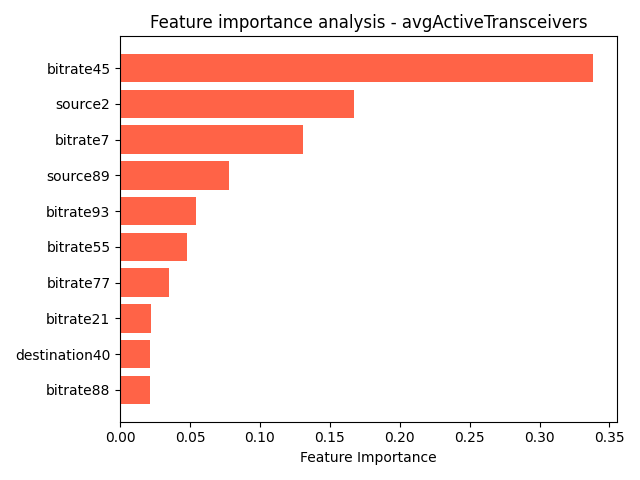 Feature importance analysis - avgActiveTransceivers
bitrate45
source2
bitrate7
source89
bitrate93
bitrate55
bitrate77
bitrate21
destination40
bitrate88
0.00 0.05 0.10 0.15 0.20 0.25 0.30 0.35
Feature Importance